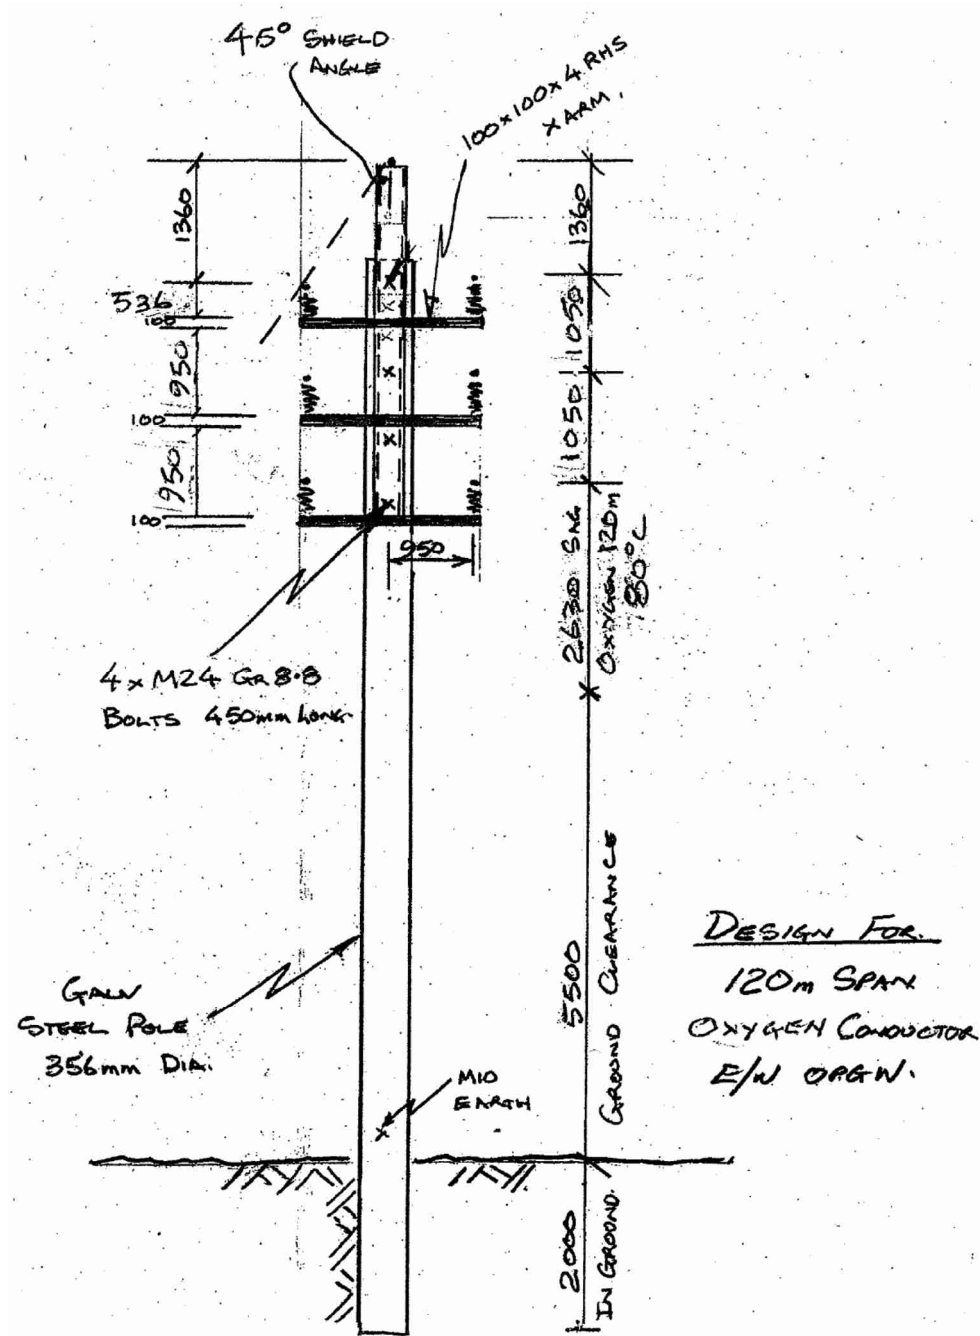 45° SHIELD
ANGLE
100×100×4 RHS
X ARM.
1360
536
100
950
100
950
100
1360
1050
1050
2630 SAG
OXYGEN 120m
80°C
950
4 x M24 GR 8.8
BOLTS 450mm LONG
5500
GROUND CLEARANCE
GALV
STEEL POLE
356mm DIA.
M10
EARTH
DESIGN FOR.
120m SPAN
OXYGEN CONDUCTOR
E/W OPGW.
2000
IN GROUND.